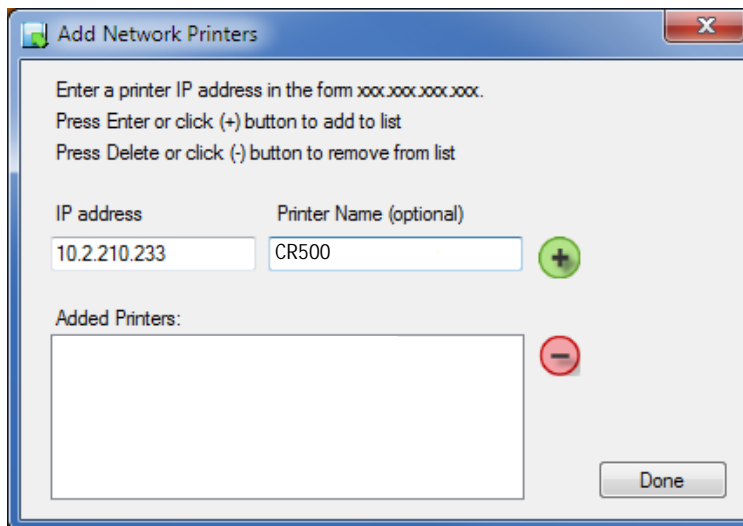 Add Network Printers
Enter a printer IP address in the form xxx.xxx.xxx.xxx.
Press Enter or click (+) button to add to list
Press Delete or click (-) button to remove from list
IP address Printer Name (optional)
10.2.210.233 CR500
Added Printers:
Done